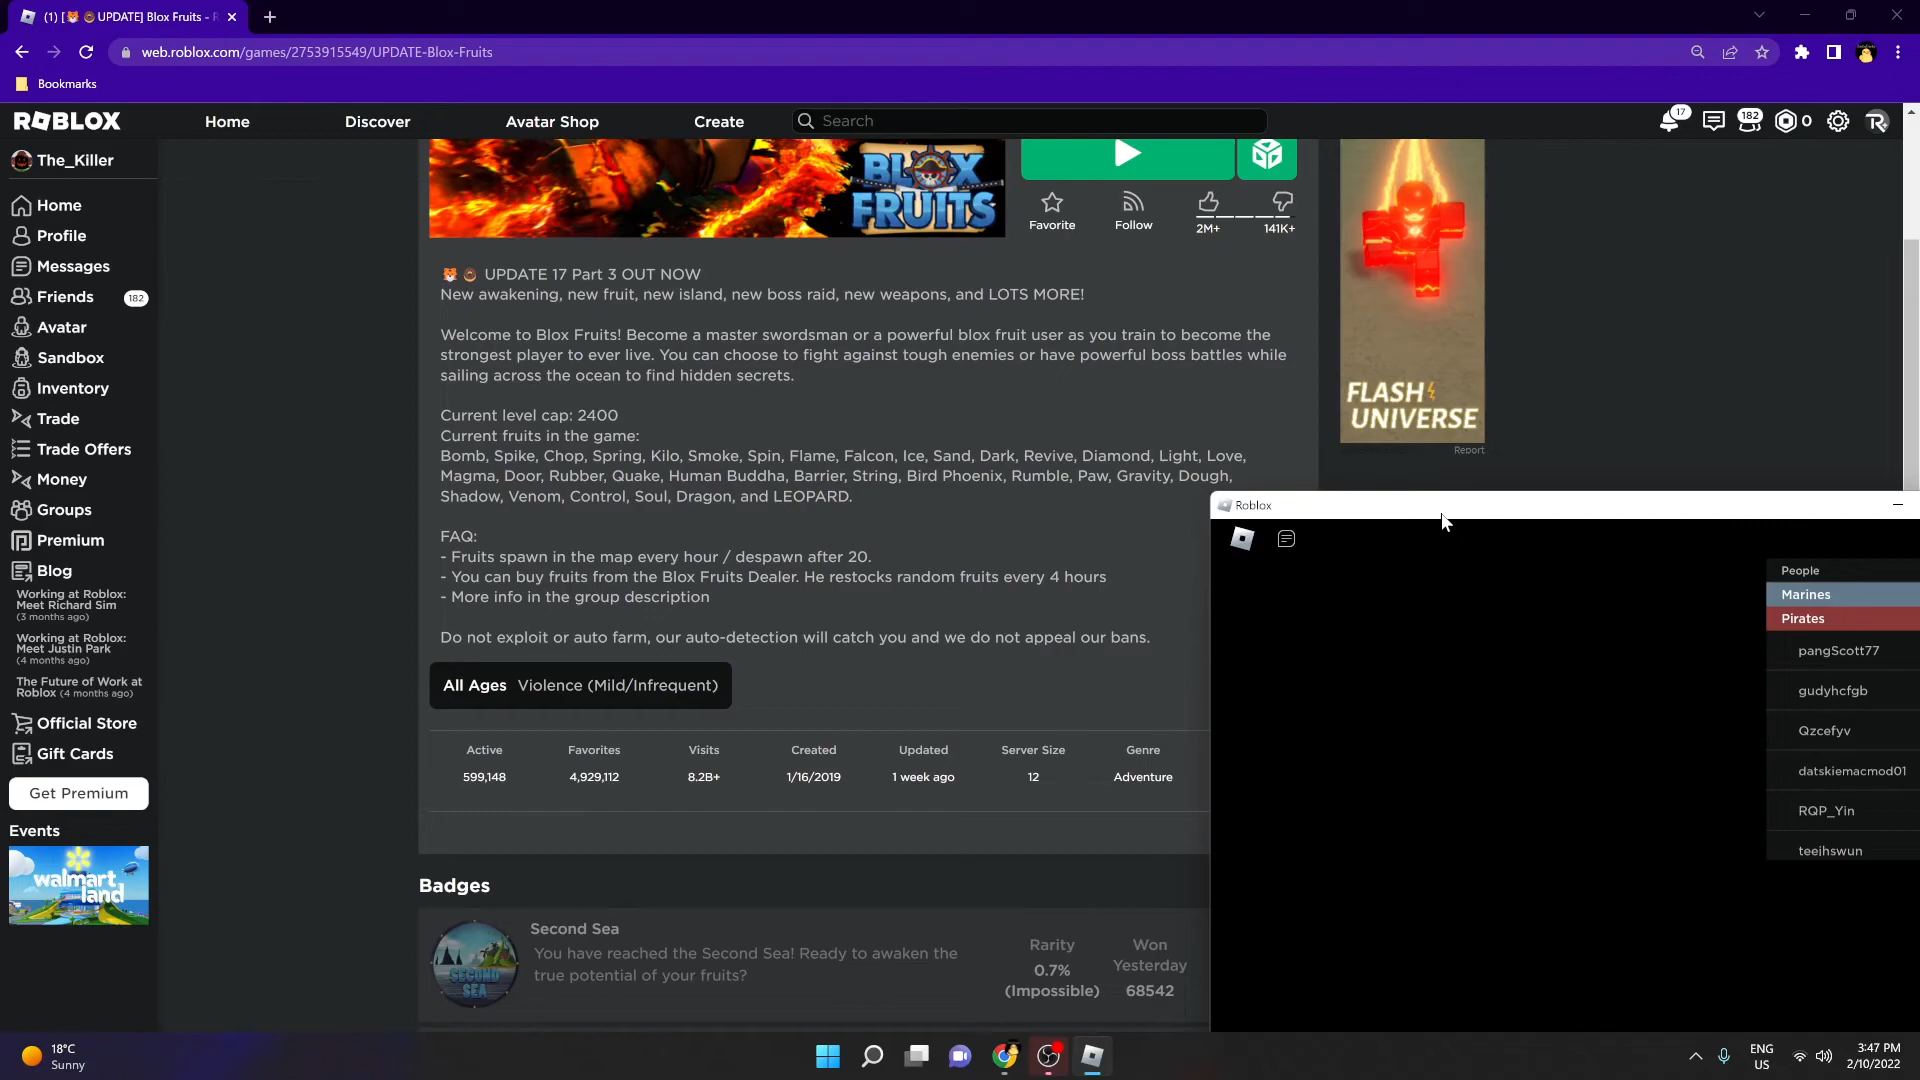 (1) [🐯 🍩 UPDATE] Blox Fruits - R
web.roblox.com/games/2753915549/UPDATE-Blox-Fruits
Bookmarks
ROBLOX
Home
Discover
Avatar Shop
Create
Search
17
182
0
The_Killer
Home
Profile
Messages
Friends
182
Avatar
Sandbox
Inventory
Trade
Trade Offers
Money
Groups
Premium
Blog
Working at Roblox:
Meet Richard Sim
(3 months ago)
Working at Roblox:
Meet Justin Park
(4 months ago)
The Future of Work at
Roblox (4 months ago)
Official Store
Gift Cards
Get Premium
Events
walmart
land
BLOX
FRUITS
Favorite
Follow
2M+
141K+
🐯 🍩 UPDATE 17 Part 3 OUT NOW
New awakening, new fruit, new island, new boss raid, new weapons, and LOTS MORE!
Welcome to Blox Fruits! Become a master swordsman or a powerful blox fruit user as you train to become the
strongest player to ever live. You can choose to fight against tough enemies or have powerful boss battles while
sailing across the ocean to find hidden secrets.
Current level cap: 2400
Current fruits in the game:
Bomb, Spike, Chop, Spring, Kilo, Smoke, Spin, Flame, Falcon, Ice, Sand, Dark, Revive, Diamond, Light, Love,
Magma, Door, Rubber, Quake, Human Buddha, Barrier, String, Bird Phoenix, Rumble, Paw, Gravity, Dough,
Shadow, Venom, Control, Soul, Dragon, and LEOPARD.
FAQ:
- Fruits spawn in the map every hour / despawn after 20.
- You can buy fruits from the Blox Fruits Dealer. He restocks random fruits every 4 hours
- More info in the group description
Do not exploit or auto farm, our auto-detection will catch you and we do not appeal our bans.
All Ages Violence (Mild/Infrequent)
Active Favorites Visits Created Updated Server Size Genre
599,148 4,929,112 8.2B+ 1/16/2019 1 week ago 12 Adventure
Badges
SECOND
SEA
Second Sea
You have reached the Second Sea! Ready to awaken the
true potential of your fruits?
Rarity
0.7%
(Impossible)
Won
Yesterday
68542
FLASH
UNIVERSE
Report
Roblox
People
Marines
Pirates
pangScott77
gudyhcfgb
Qzcefyv
datskiemacmod01
RQP_Yin
teejhswun
18°C
Sunny
ENG
US
3:47 PM
2/10/2022